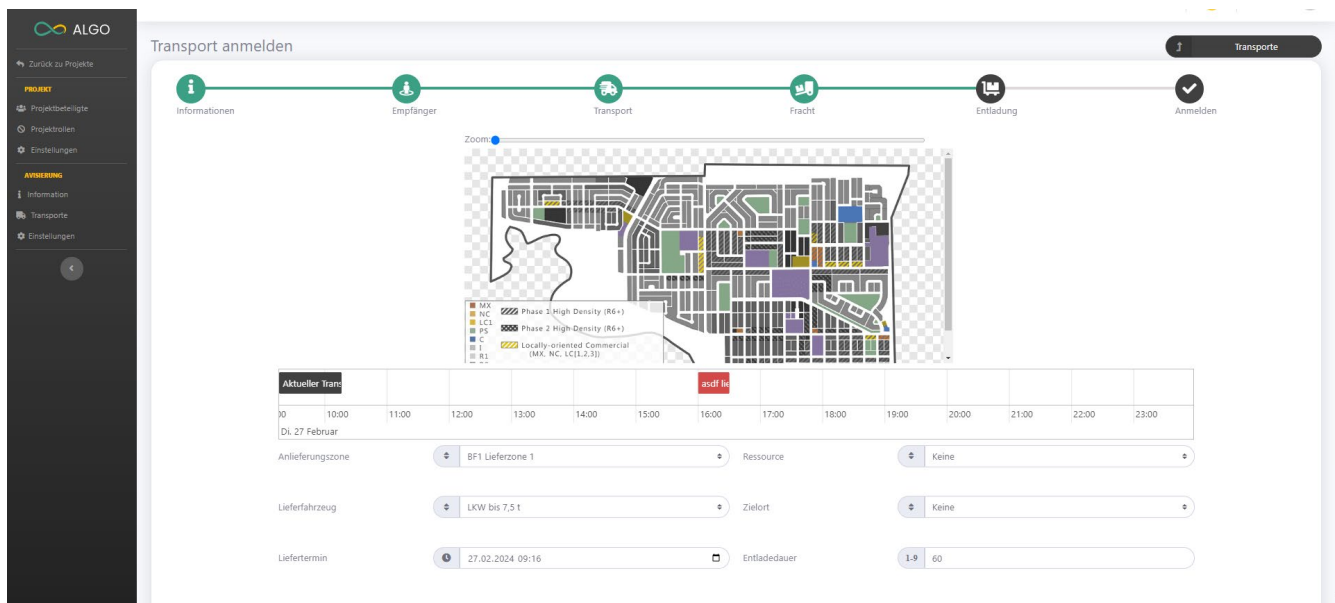 ALGO
Zurück zu Projekte
PROJEKT
Projektbeteiligte
Projektrollen
Einstellungen
AVISIERUNG
Information
Transporte
Einstellungen
Transport anmelden
Transporte
Informationen
Empfänger
Transport
Fracht
Entladung
Anmelden
Zoom:
MX
NC
LC1
PS
C
I
R1
Phase 1 High Density (R6+)
Phase 2 High Density (R6+)
Locally-oriented Commercial
(MX, NC, LC[1,2,3])
Aktueller Trans
asdf lie
00 10:00 11:00 12:00 13:00 14:00 15:00 16:00 17:00 18:00 19:00 20:00 21:00 22:00 23:00
Di. 27 Februar
Anlieferungszone BF1 Lieferzone 1 Ressource Keine
Lieferfahrzeug LKW bis 7,5 t Zielort Keine
Liefertermin 27.02.2024 09:16 Entladedauer 1-9 60